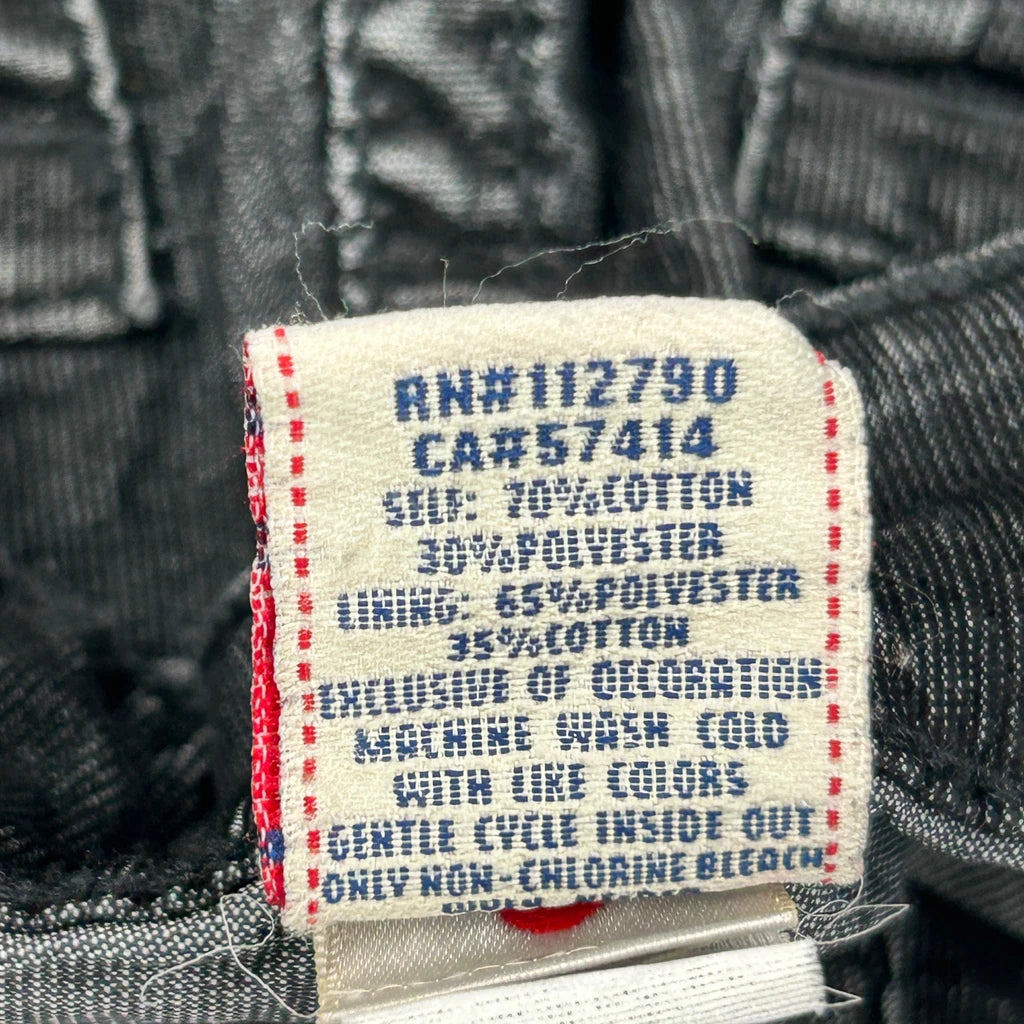 RN#112790
CA#57414
SELF: 70%COTTON
30%POLYESTER
LINING: 65%POLYESTER
35%COTTON
EXCLUSIVE OF DECORATION
MACHINE WASH COLD
WITH LIKE COLORS
GENTLE CYCLE INSIDE OUT
ONLY NON-CHLORINE BLEACH